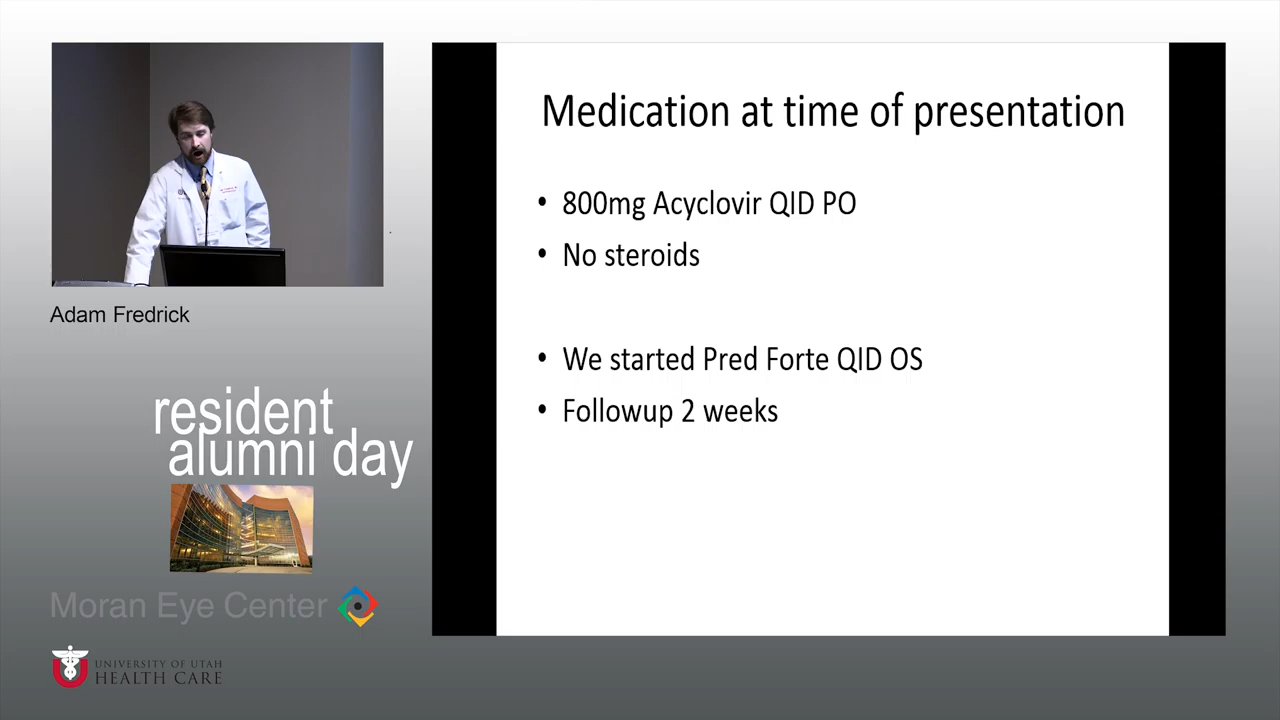 Medication at time of presentation
• 800mg Acyclovir QID PO
• No steroids
• We started Pred Forte QID OS
• Followup 2 weeks
Adam Fredrick
resident
alumni day
Moran Eye Center
UNIVERSITY OF UTAH
HEALTH CARE